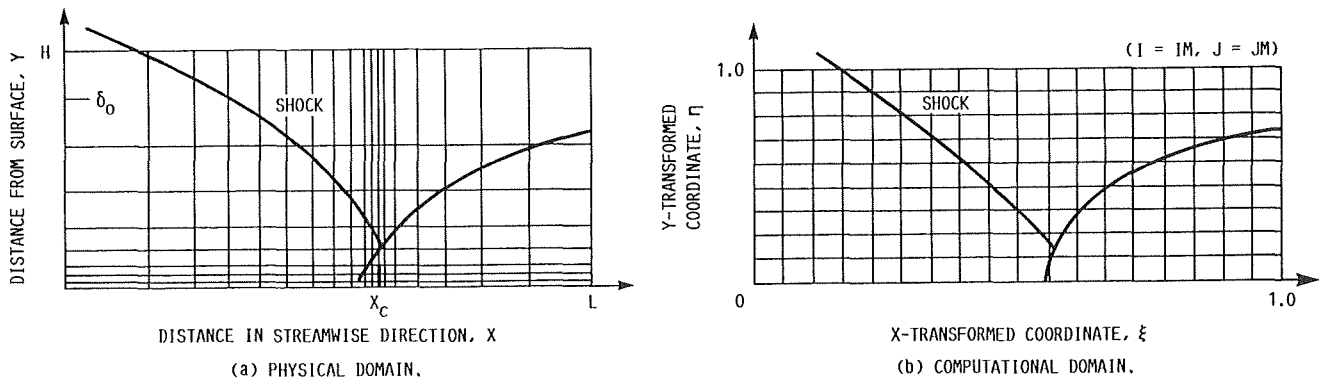 DISTANCE FROM SURFACE, Y
H
δo
SHOCK
Xc
L
DISTANCE IN STREAMWISE DIRECTION, X
(a) PHYSICAL DOMAIN.
Y-TRANSFORMED
COORDINATE, η
1.0
(I = IM, J = JM)
SHOCK
0
1.0
X-TRANSFORMED COORDINATE, ξ
(b) COMPUTATIONAL DOMAIN.